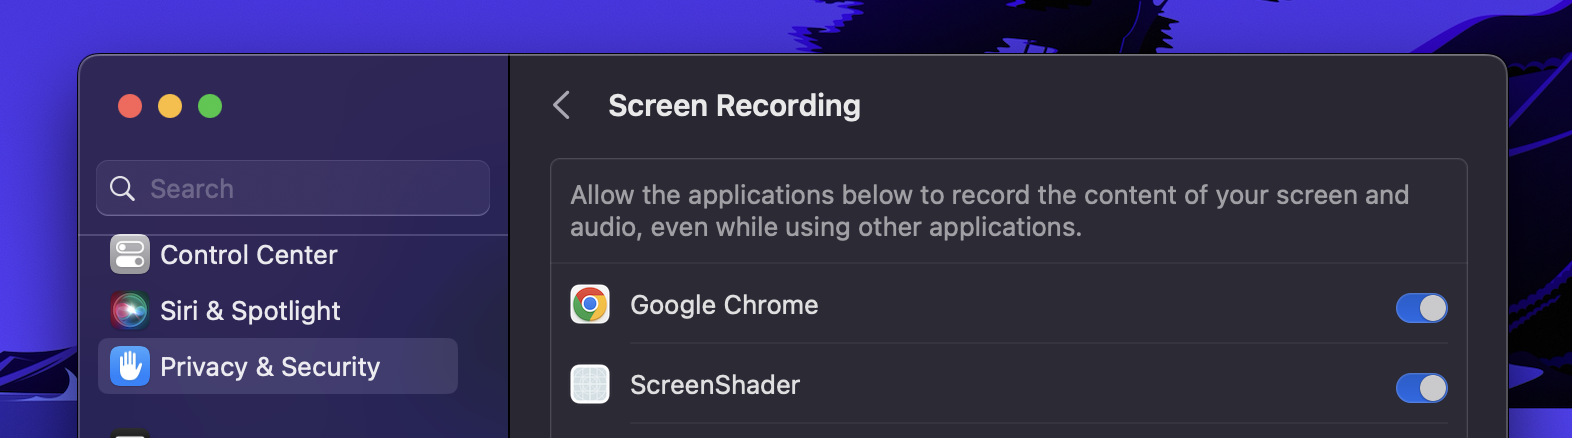 Search
Control Center
Siri & Spotlight
Privacy & Security
Screen Recording
Allow the applications below to record the content of your screen and
audio, even while using other applications.
Google Chrome
ScreenShader